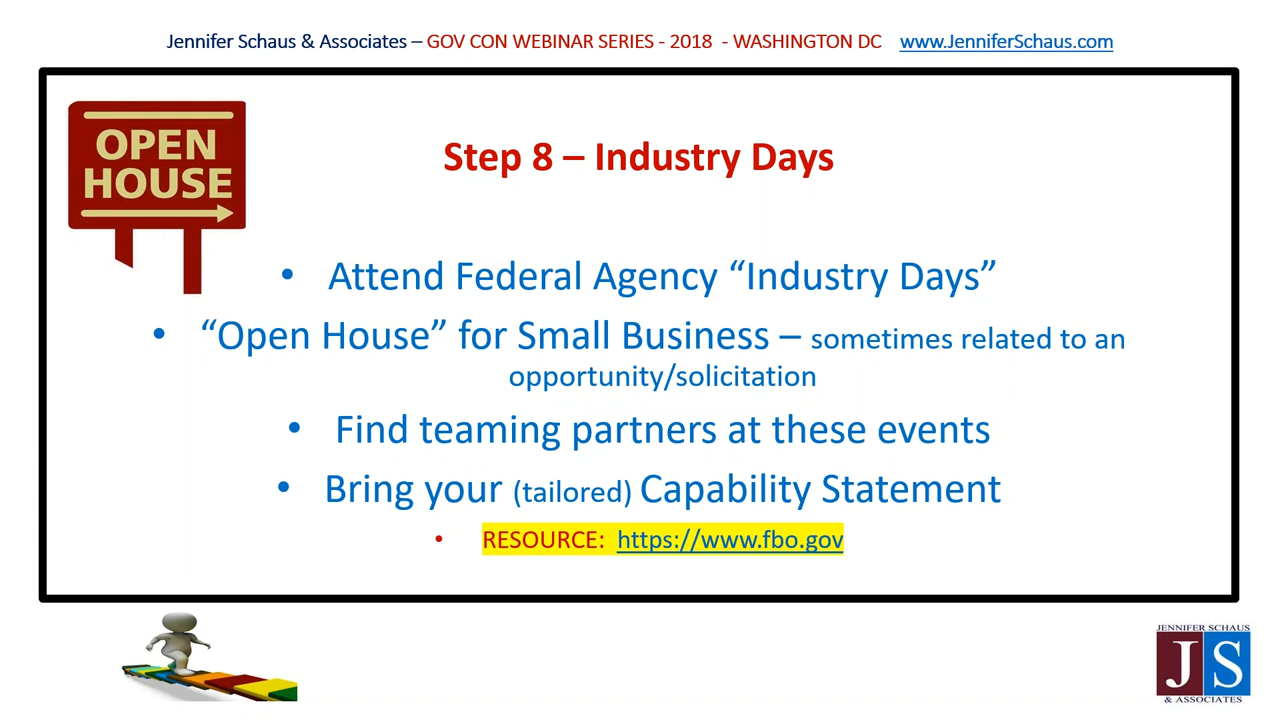 Jennifer Schaus & Associates – GOV CON WEBINAR SERIES - 2018 - WASHINGTON DC www.JenniferSchaus.com
OPEN
HOUSE
Step 8 – Industry Days
• Attend Federal Agency “Industry Days”
• “Open House” for Small Business – sometimes related to an
opportunity/solicitation
• Find teaming partners at these events
• Bring your (tailored) Capability Statement
• RESOURCE: https://www.fbo.gov
JENNIFER SCHAUS
JS
& ASSOCIATES